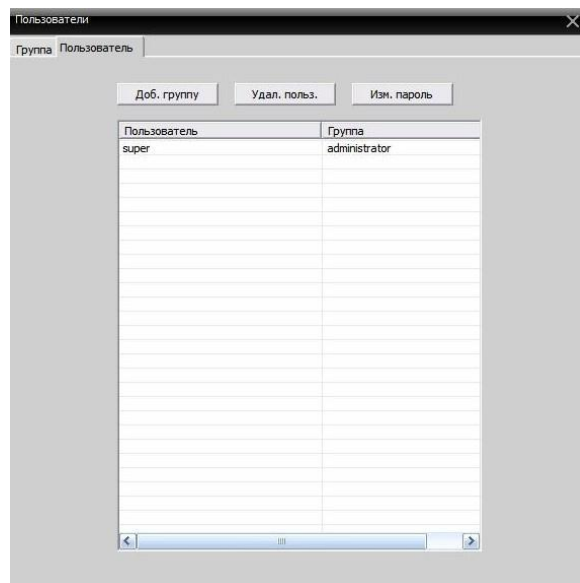 Пользователи
Группа Пользователь
Доб. группу Удал. польз. Изм. пароль
Пользователь Группа
super administrator